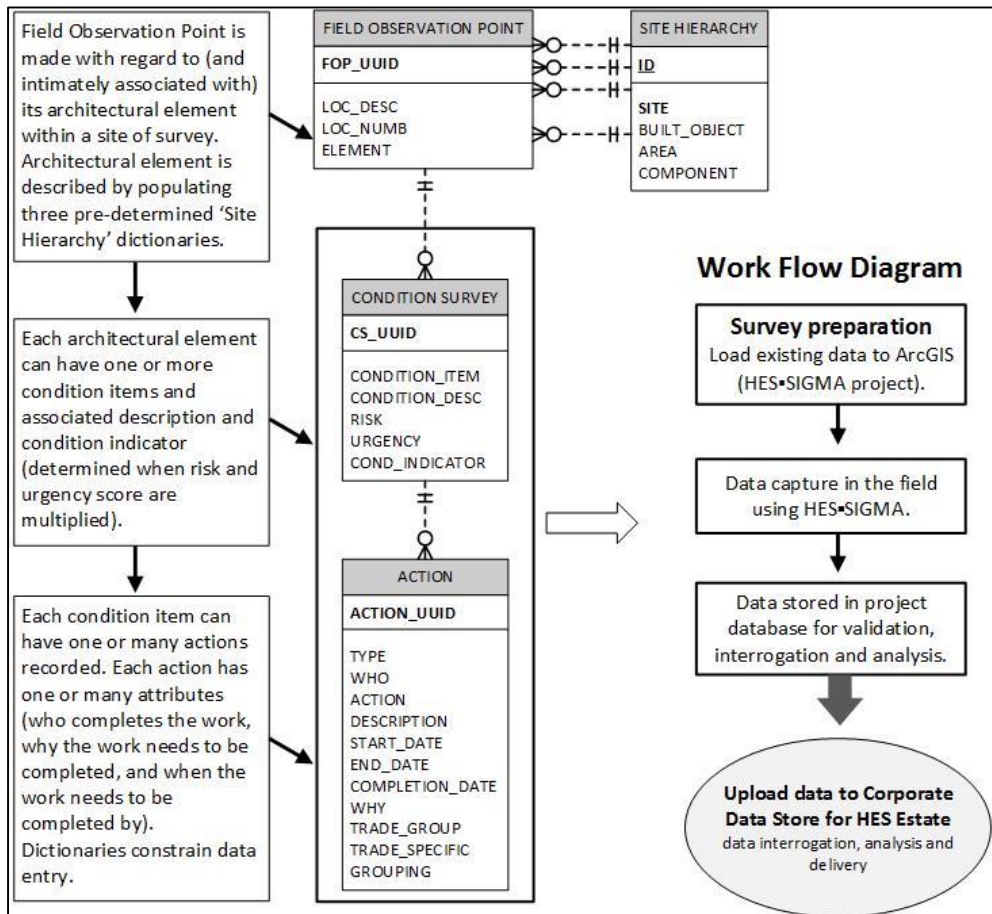 Field Observation Point is
made with regard to (and
intimately associated with)
its architectural element
within a site of survey.
Architectural element is
described by populating
three pre-determined ‘Site
Hierarchy’ dictionaries.
Each architectural element
can have one or more
condition items and
associated description and
condition indicator
(determined when risk and
urgency score are
multiplied).
Each condition item can
have one or many actions
recorded. Each action has
one or many attributes
(who completes the work,
why the work needs to be
completed, and when the
work needs to be
completed by).
Dictionaries constrain data
entry.
FIELD OBSERVATION POINT
FOP_UUID
LOC_DESC
LOC_NUMB
ELEMENT
SITE HIERARCHY
ID
SITE
BUILT_OBJECT
AREA
COMPONENT
CONDITION SURVEY
CS_UUID
CONDITION_ITEM
CONDITION_DESC
RISK
URGENCY
COND_INDICATOR
ACTION
ACTION_UUID
TYPE
WHO
ACTION
DESCRIPTION
START_DATE
END_DATE
COMPLETION_DATE
WHY
TRADE_GROUP
TRADE_SPECIFIC
GROUPING
Work Flow Diagram
Survey preparation
Load existing data to ArcGIS
(HES▪SIGMA project).
Data capture in the field
using HES▪SIGMA.
Data stored in project
database for validation,
interrogation and analysis.
Upload data to Corporate
Data Store for HES Estate
data interrogation, analysis and
delivery